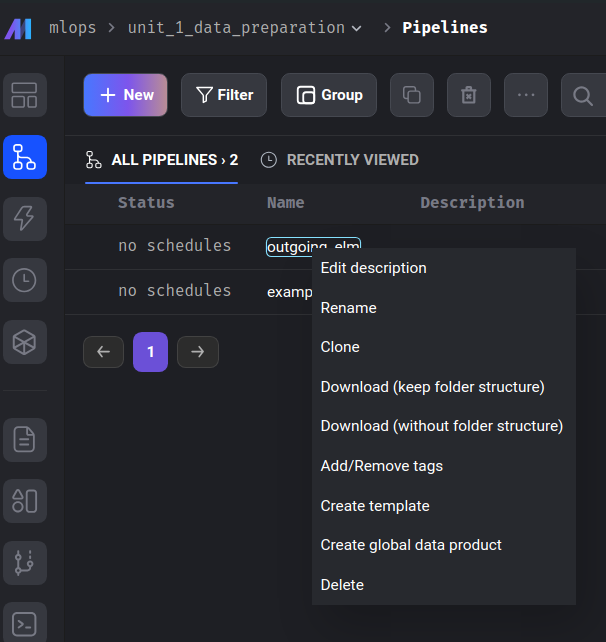 mlops > unit_1_data_preparation > Pipelines
+ New Filter Group ...
ALL PIPELINES › 2 RECENTLY VIEWED
Status Name Description
no schedules outgoing_elm
no schedules examp
← 1 →
Edit description
Rename
Clone
Download (keep folder structure)
Download (without folder structure)
Add/Remove tags
Create template
Create global data product
Delete